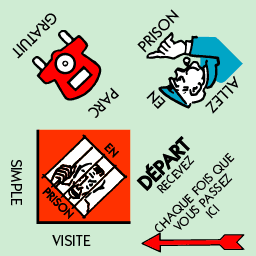 PARC
GRATUIT
ALLEZ
EN
PRISON
EN
PRISON
SIMPLE
VISITE
DÉPART
RECEVEZ
CHAQUE FOIS QUE
VOUS PASSEZ
ICI